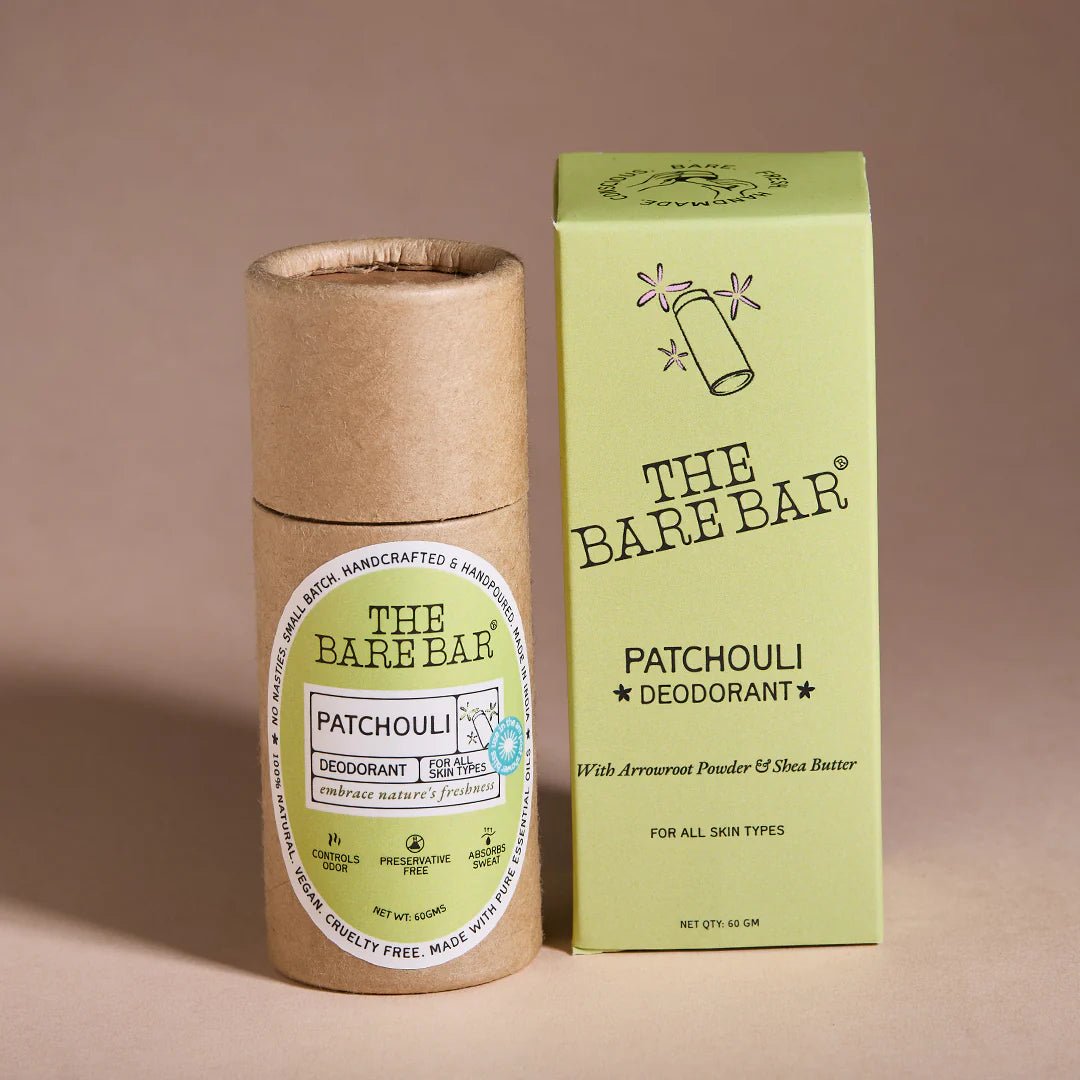 NO NASTIES. SMALL BATCH. HANDCRAFTED & HANDPOURED. MADE IN INDIA
THE
BARE BAR®
PATCHOULI
DEODORANT
FOR ALL
SKIN TYPES
embrace nature's freshness
CONTROLS
ODOR
PRESERVATIVE
FREE
ABSORBS
SWEAT
NET WT: 60GMS
100% NATURAL. VEGAN. CRUELTY FREE. MADE WITH PURE ESSENTIAL OILS
CONSCIOUS. BARE. FRESH. HANDMADE.
THE
BARE BAR®
PATCHOULI
DEODORANT
With Arrowroot Powder & Shea Butter
FOR ALL SKIN TYPES
NET QTY: 60 GM